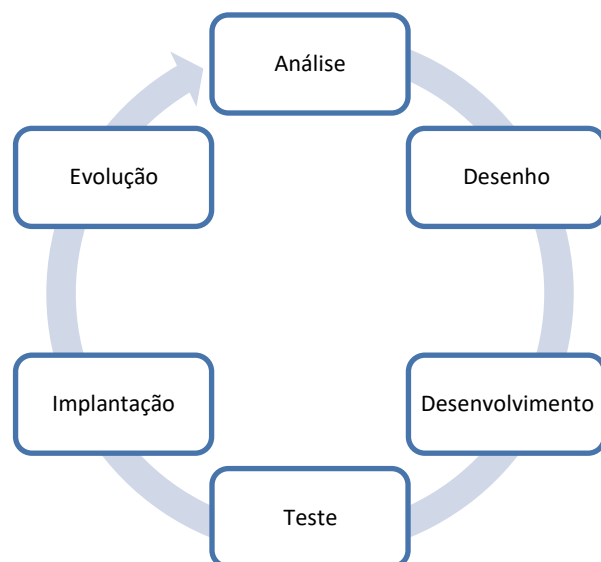 Análise
Desenho
Desenvolvimento
Teste
Implantação
Evolução